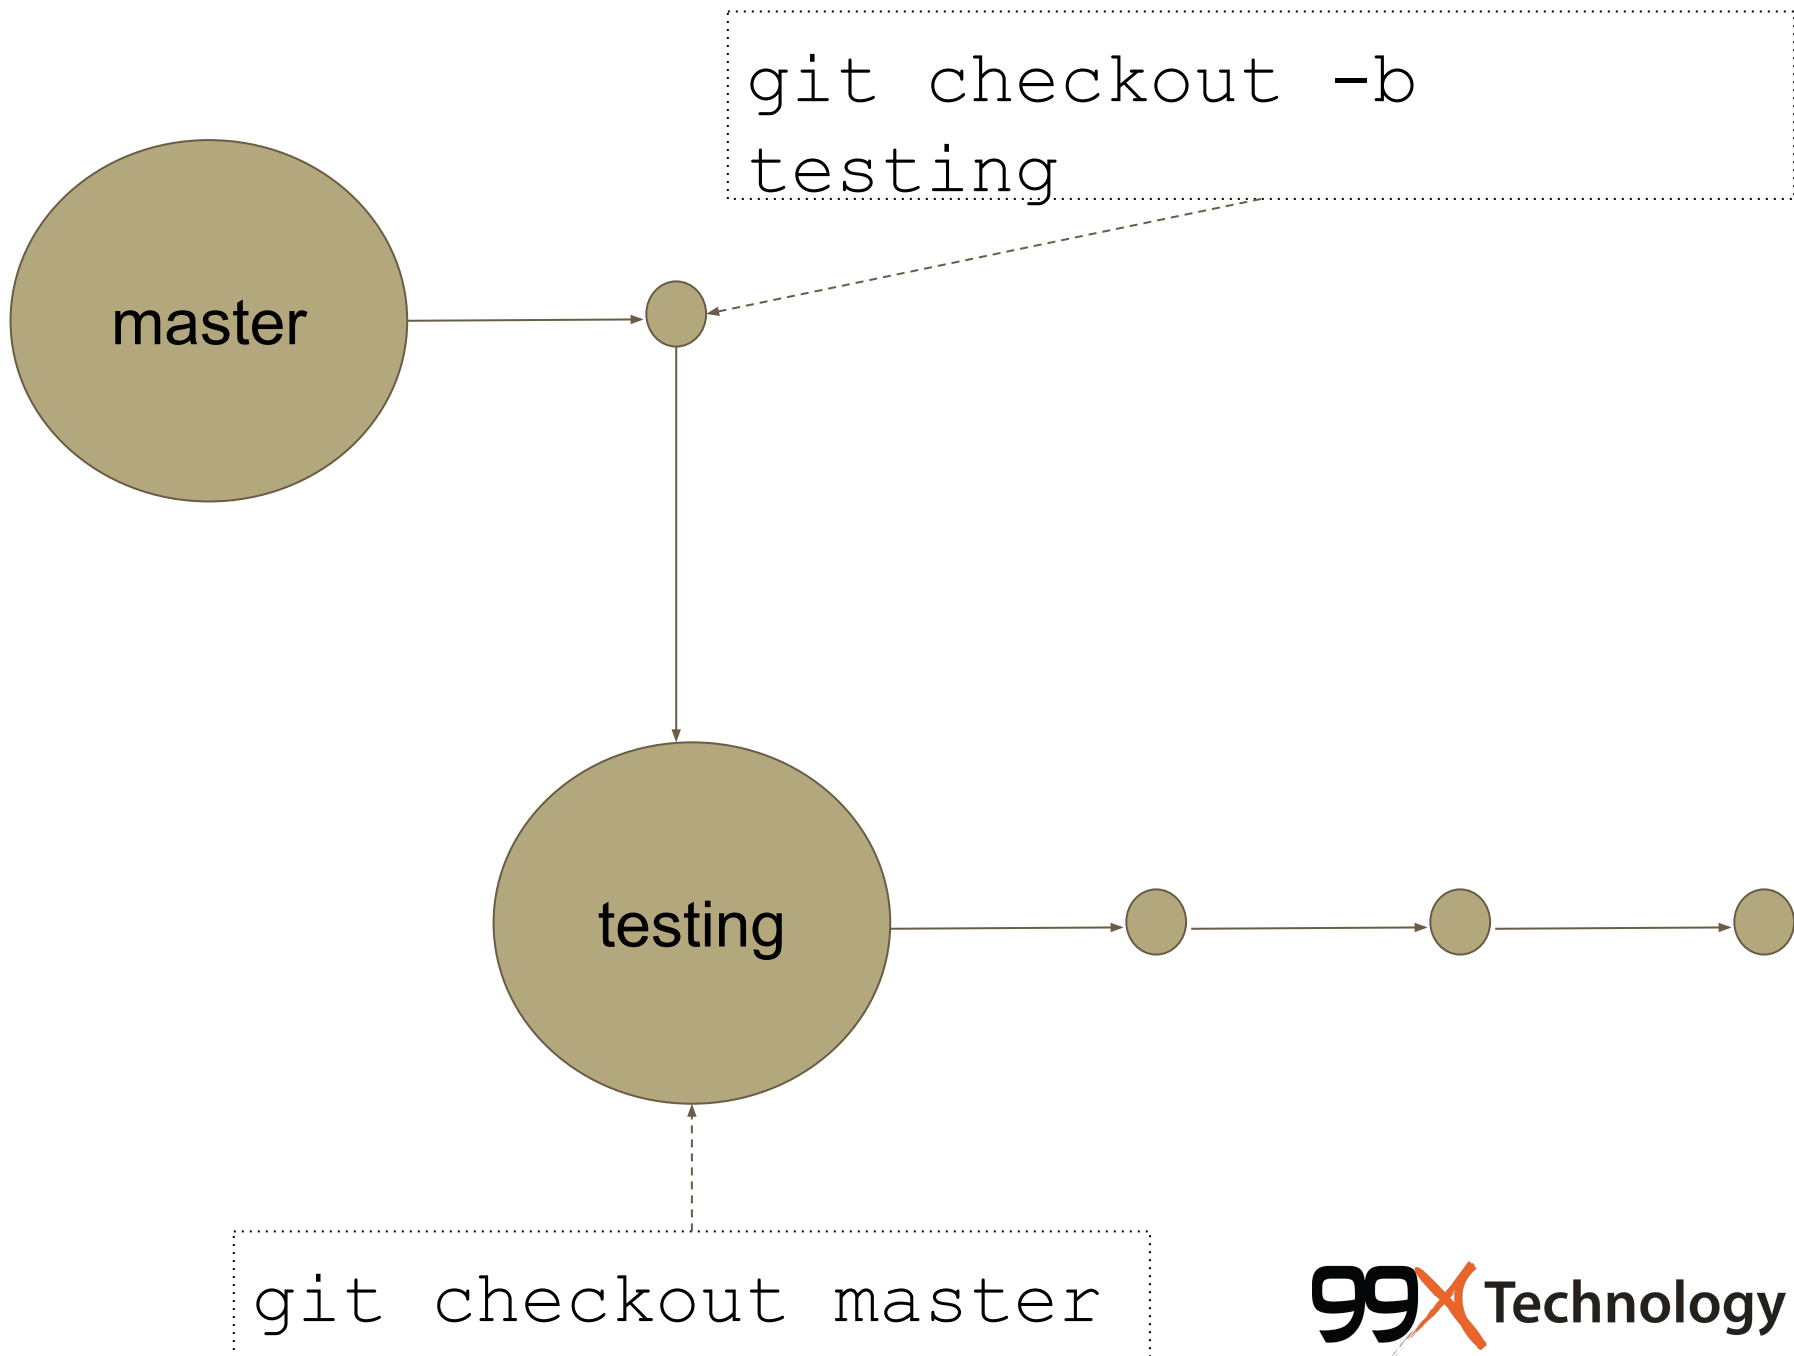 git checkout -b
testing
master
testing
git checkout master
99X Technology